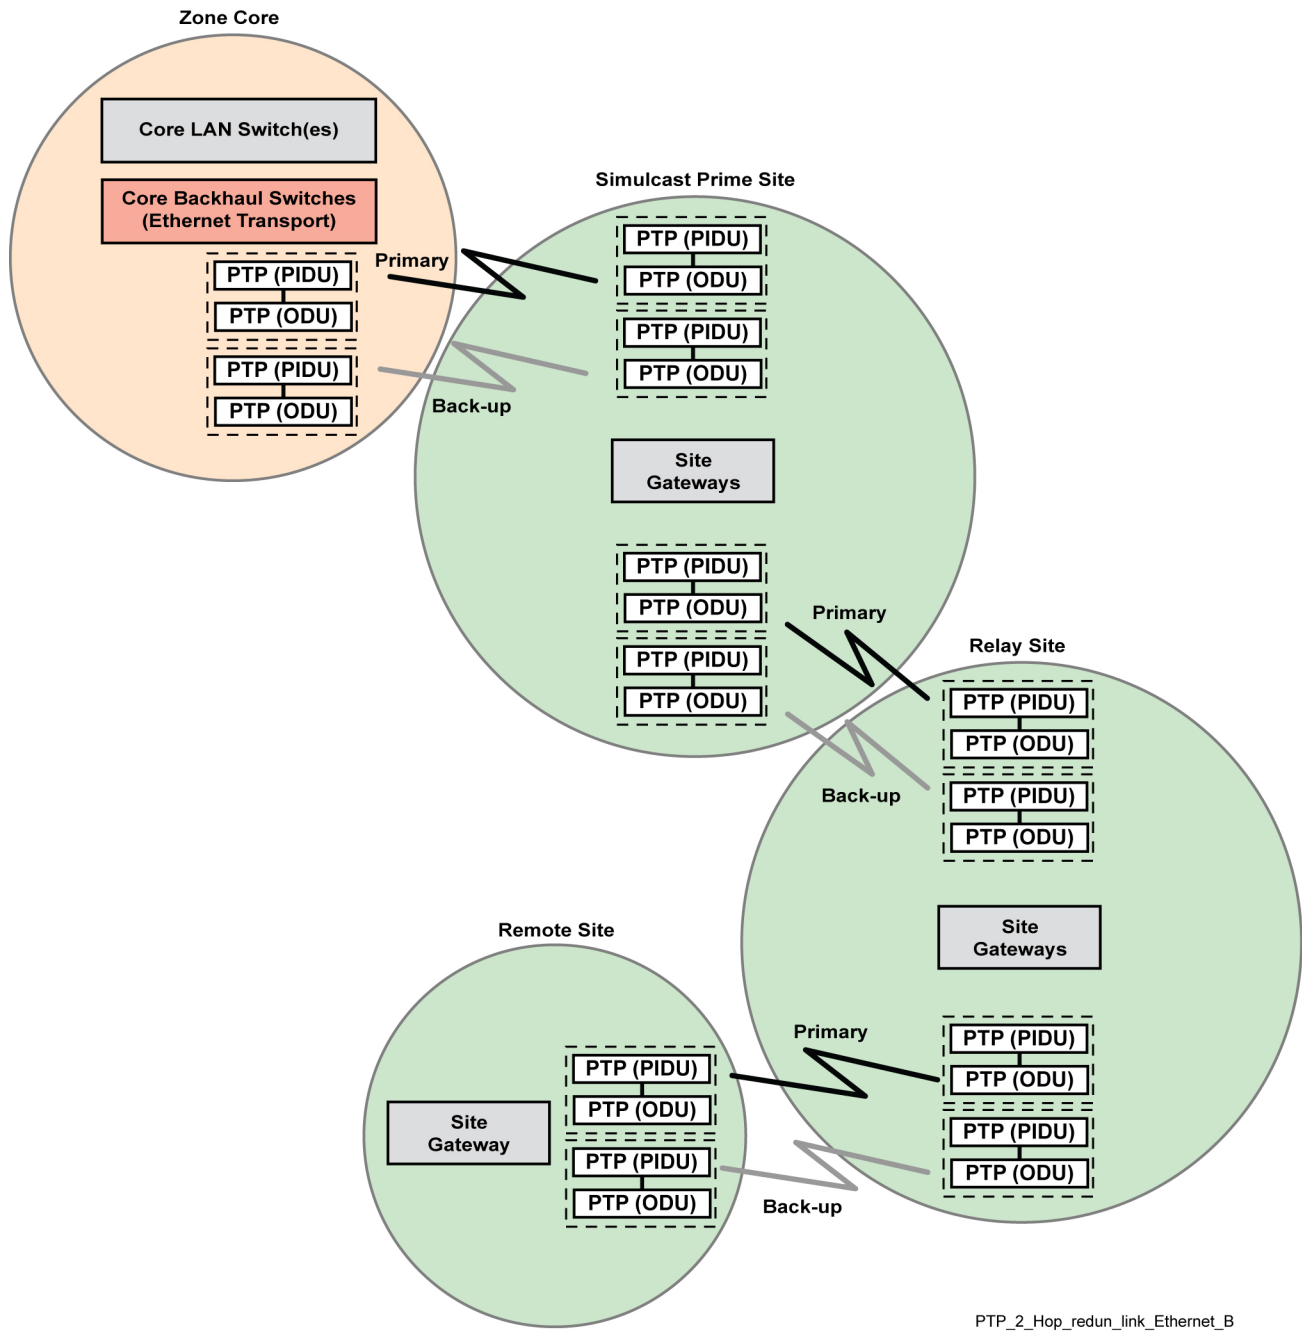 Zone Core
Core LAN Switch(es)
Core Backhaul Switches
(Ethernet Transport)
PTP (PIDU)
PTP (ODU)
PTP (PIDU)
PTP (ODU)
Primary
Back-up
Simulcast Prime Site
PTP (PIDU)
PTP (ODU)
PTP (PIDU)
PTP (ODU)
Site
Gateways
PTP (PIDU)
PTP (ODU)
PTP (PIDU)
PTP (ODU)
Primary
Back-up
Relay Site
PTP (PIDU)
PTP (ODU)
PTP (PIDU)
PTP (ODU)
Site
Gateways
PTP (PIDU)
PTP (ODU)
PTP (PIDU)
PTP (ODU)
Primary
Back-up
Remote Site
Site
Gateway
PTP (PIDU)
PTP (ODU)
PTP (PIDU)
PTP (ODU)
PTP_2_Hop_redun_link_Ethernet_B